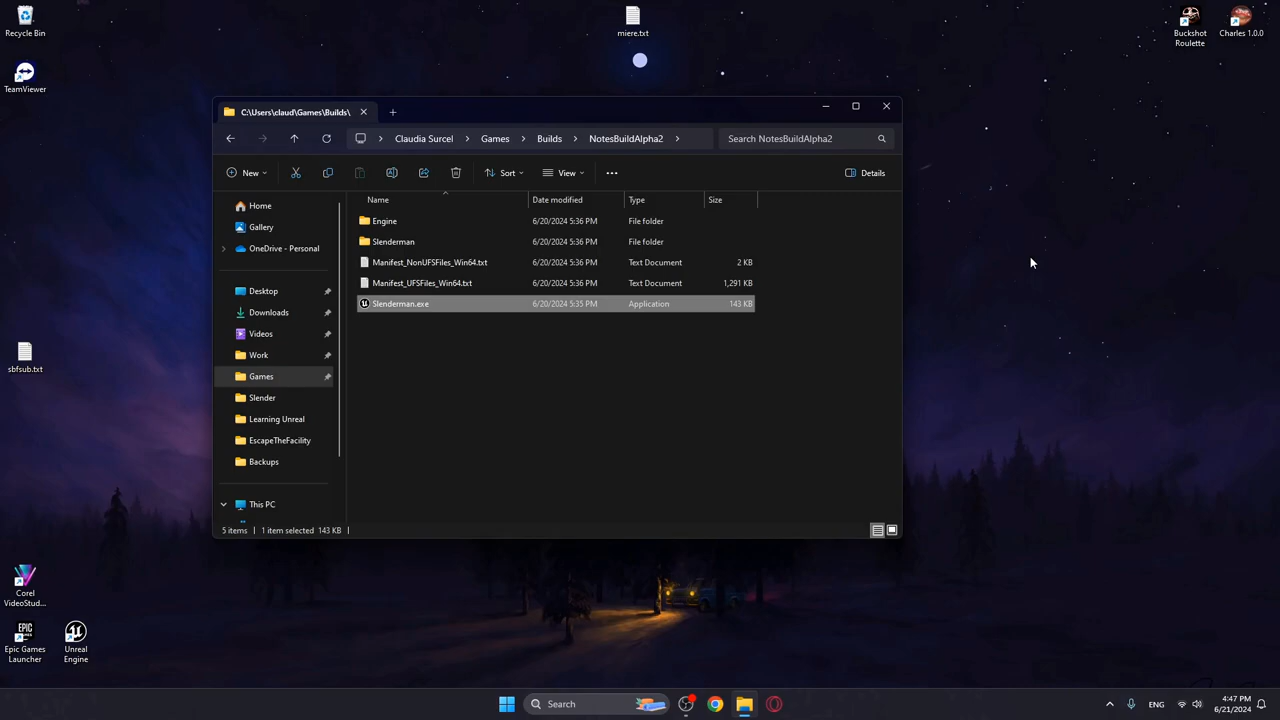 Recycle Bin
miere.txt
Buckshot
Roulette
Charles 1.0.0
TeamViewer
C:\Users\claud\Games\Builds\
Claudia Surcel
Games
Builds
NotesBuildAlpha2
Search NotesBuildAlpha2
New
Sort
View
Details
Name
Date modified
Type
Size
Home
Gallery
OneDrive - Personal
Desktop
Downloads
Videos
Work
Games
Slender
Learning Unreal
EscapeTheFacility
Backups
This PC
Engine 6/20/2024 5:36 PM File folder
Slenderman 6/20/2024 5:36 PM File folder
Manifest_NonUFSFiles_Win64.txt 6/20/2024 5:36 PM Text Document 2 KB
Manifest_UFSFiles_Win64.txt 6/20/2024 5:36 PM Text Document 1,291 KB
Slenderman.exe 6/20/2024 5:35 PM Application 143 KB
5 items 1 item selected 143 KB
sbfsub.txt
Corel
VideoStud...
EPIC
GAMES
Epic Games
Launcher
Unreal
Engine
Search
ENG
4:47 PM
6/21/2024